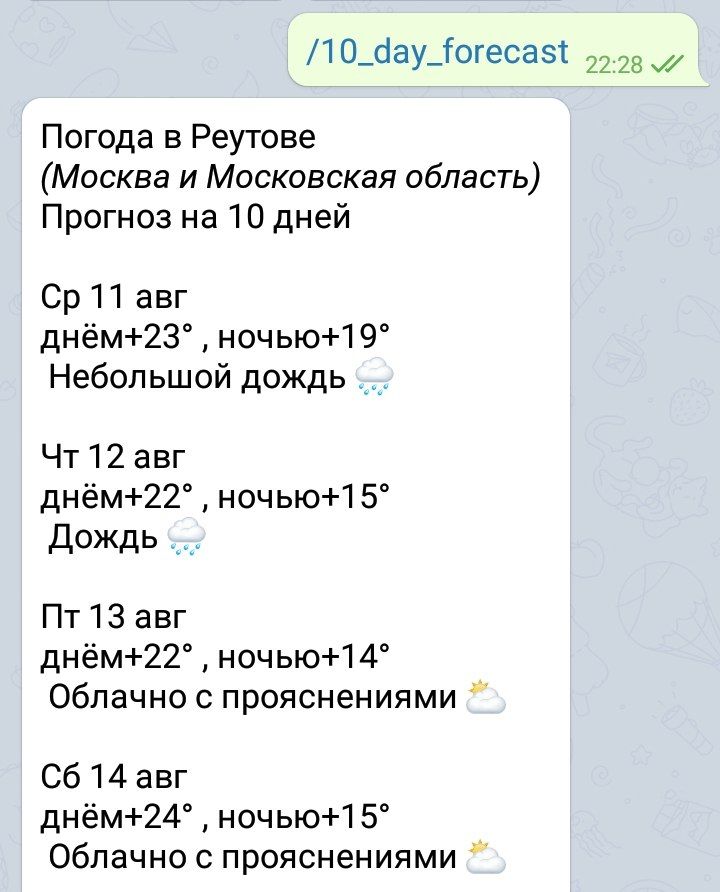 /10_day_forecast 22:28
Погода в Реутове
(Москва и Московская область)
Прогноз на 10 дней
Ср 11 авг
днём+23° , ночью+19°
Небольшой дождь 🌧
Чт 12 авг
днём+22° , ночью+15°
Дождь 🌧
Пт 13 авг
днём+22° , ночью+14°
Облачно с прояснениями 🌥
Сб 14 авг
днём+24° , ночью+15°
Облачно с прояснениями 🌥